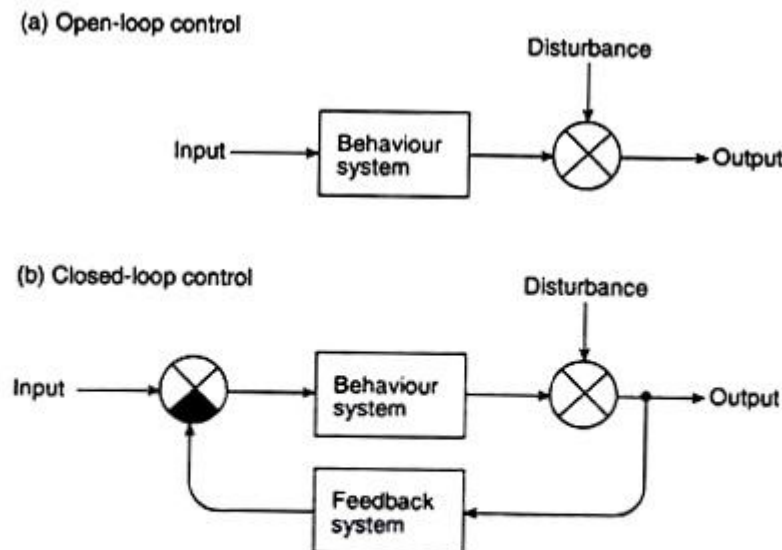 (a) Open-loop control
Disturbance
Input
Behaviour
system
Output
(b) Closed-loop control
Disturbance
Input
Behaviour
system
Output
Feedback
system